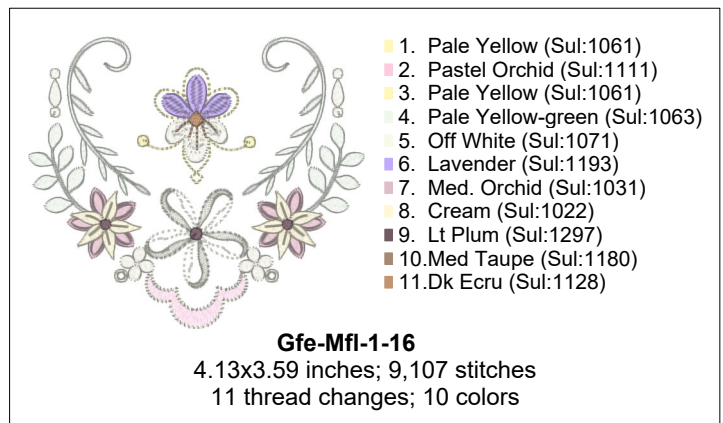 1. Pale Yellow (Sul:1061)
2. Pastel Orchid (Sul:1111)
3. Pale Yellow (Sul:1061)
4. Pale Yellow-green (Sul:1063)
5. Off White (Sul:1071)
6. Lavender (Sul:1193)
7. Med. Orchid (Sul:1031)
8. Cream (Sul:1022)
9. Lt Plum (Sul:1297)
10.Med Taupe (Sul:1180)
11.Dk Ecru (Sul:1128)
Gfe-Mfl-1-16
4.13x3.59 inches; 9,107 stitches
11 thread changes; 10 colors